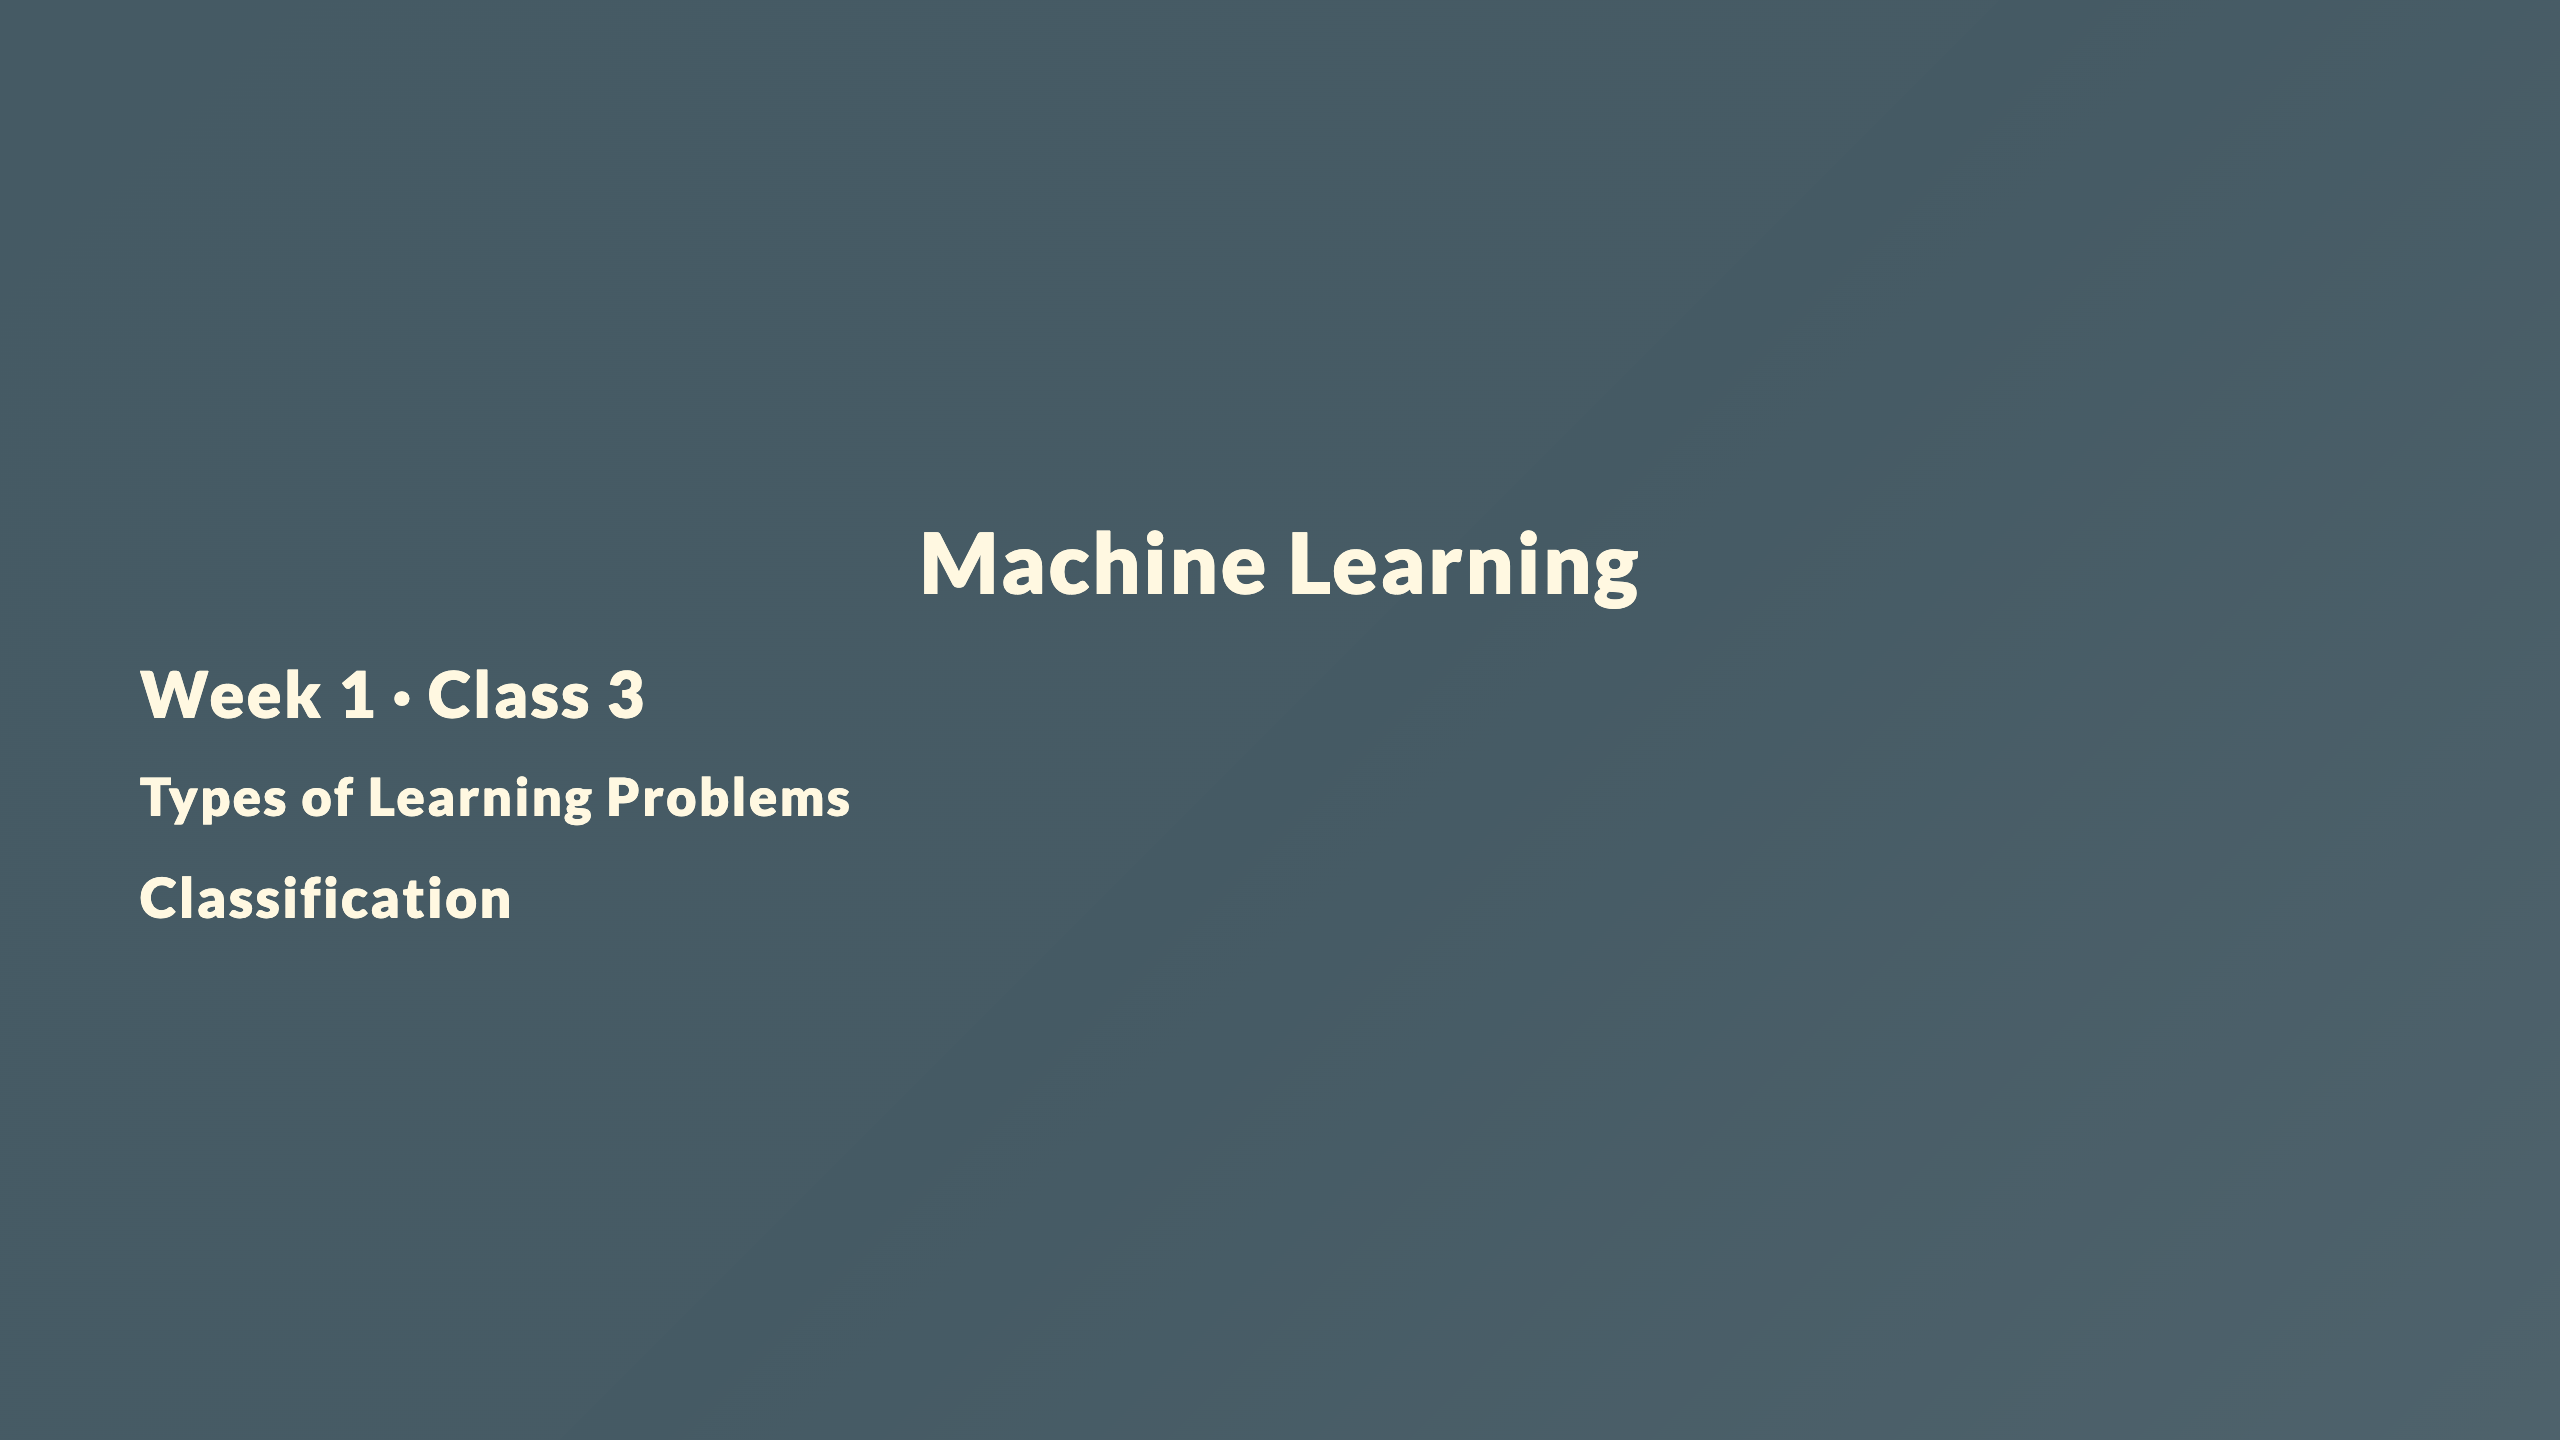 Machine Learning
Week 1 · Class 3
Types of Learning Problems
Classification